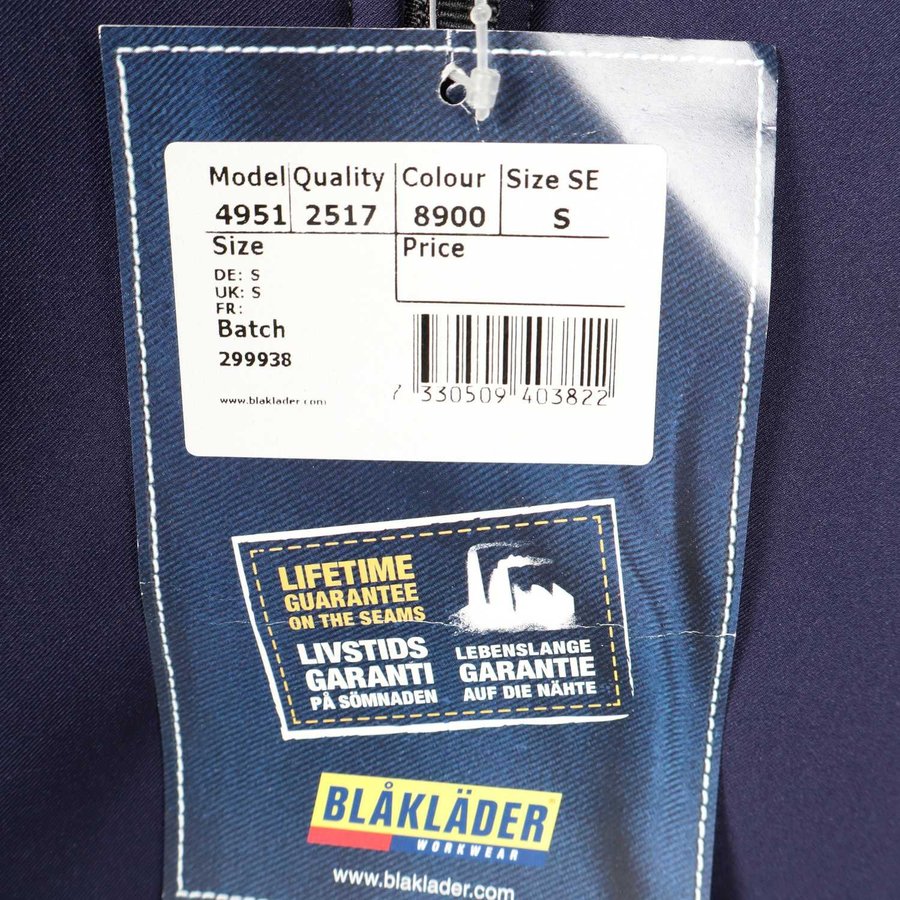 Model Quality Colour Size SE
4951 2517 8900 S
Size Price
DE: S
UK: S
FR:
Batch
299938
www.blaklader.com
7 330509 403822
LIFETIME
GUARANTEE
ON THE SEAMS
LIVSTIDS
GARANTI
PÅ SÖMNADEN
LEBENSLANGE
GARANTIE
AUF DIE NÄHTE
BLÅKLÄDER
WORKWEAR
www.blaklader.com